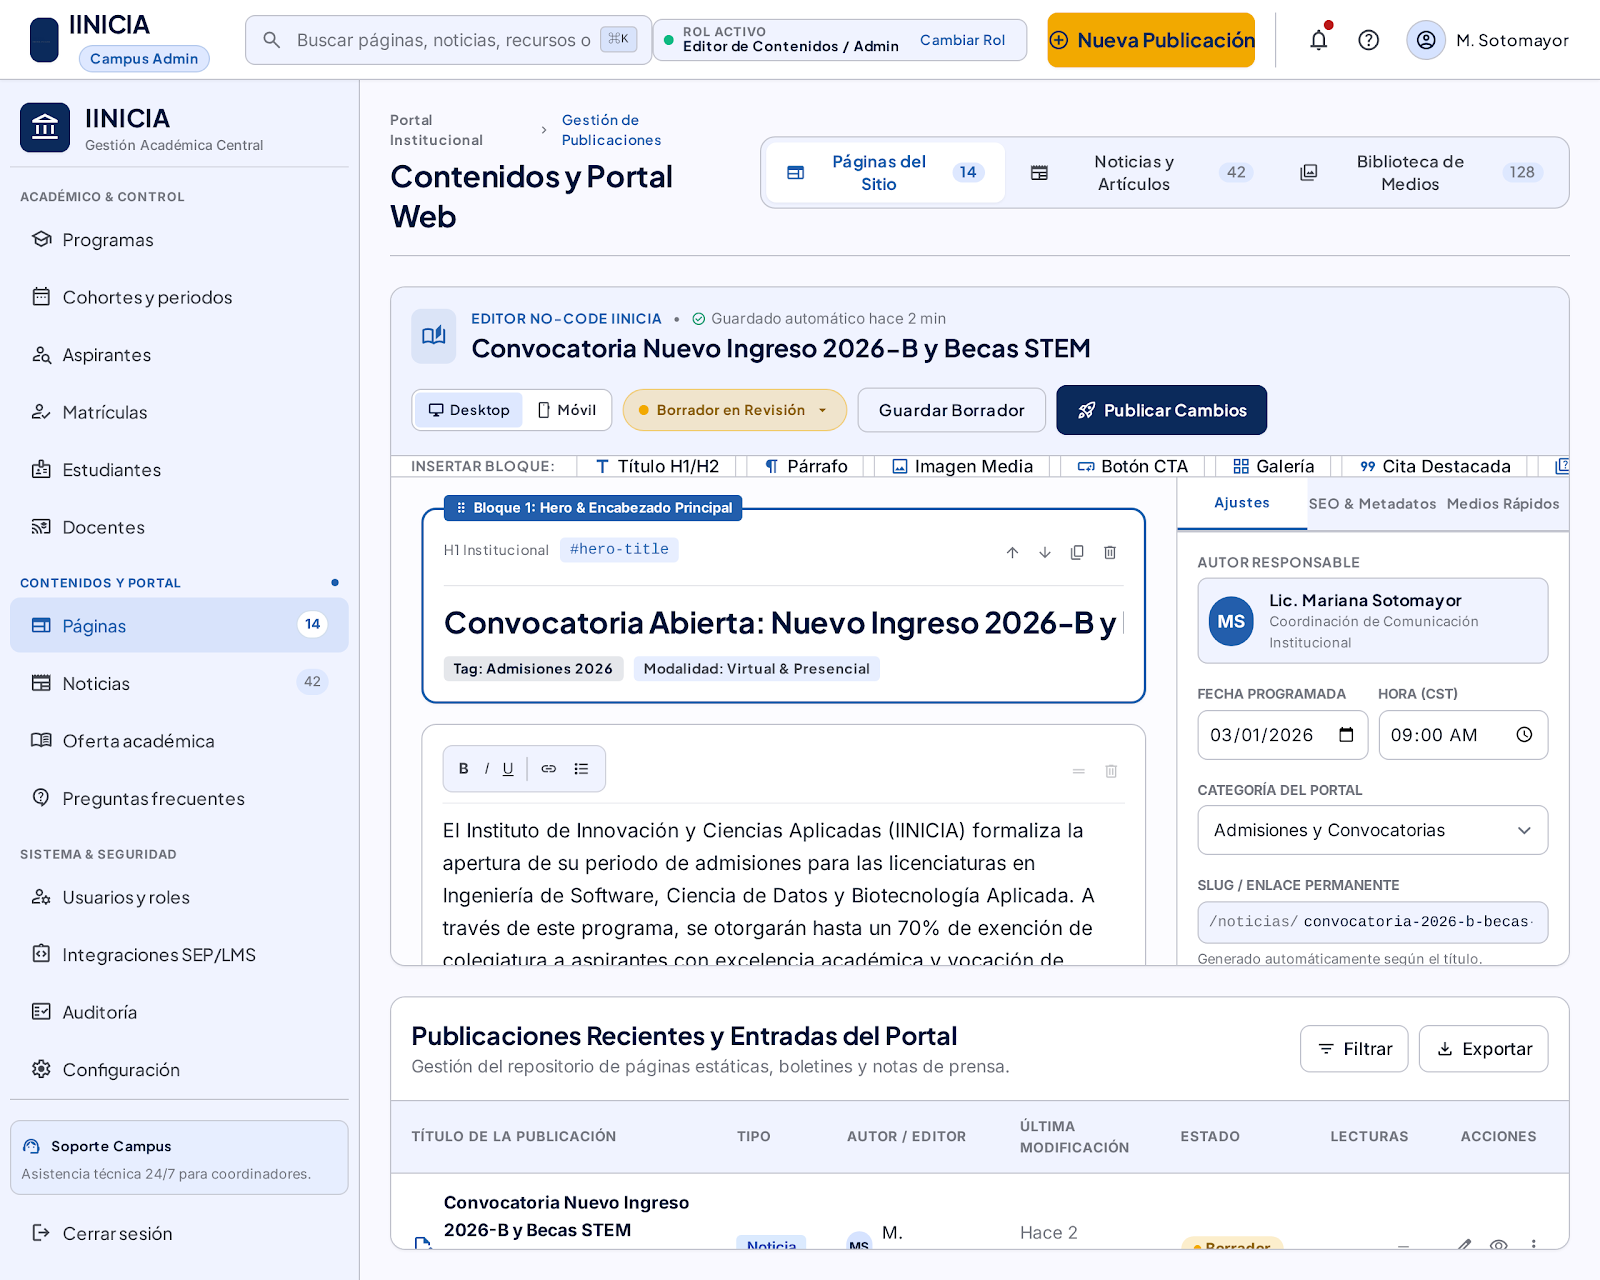 IINICIA
Campus Admin
Buscar páginas, noticias, recursos o
⌘K
ROL ACTIVO
Editor de Contenidos / Admin
Cambiar Rol
Nueva Publicación
M. Sotomayor
IINICIA
Gestión Académica Central
ACADÉMICO & CONTROL
Programas
Cohortes y periodos
Aspirantes
Matrículas
Estudiantes
Docentes
CONTENIDOS Y PORTAL
Páginas
14
Noticias
42
Oferta académica
Preguntas frecuentes
SISTEMA & SEGURIDAD
Usuarios y roles
Integraciones SEP/LMS
Auditoría
Configuración
Soporte Campus
Asistencia técnica 24/7 para coordinadores.
Cerrar sesión
Portal Institucional
Gestión de Publicaciones
Contenidos y Portal
Web
Páginas del
Sitio
14
Noticias y
Artículos
42
Biblioteca de
Medios
128
EDITOR NO-CODE IINICIA • Guardado automático hace 2 min
Convocatoria Nuevo Ingreso 2026-B y Becas STEM
Desktop
Móvil
Borrador en Revisión
Guardar Borrador
Publicar Cambios
INSERTAR BLOQUE:
Título H1/H2
Párrafo
Imagen Media
Botón CTA
Galería
Cita Destacada
Bloque 1: Hero & Encabezado Principal
H1 Institucional
#hero-title
Convocatoria Abierta: Nuevo Ingreso 2026-B y
Tag: Admisiones 2026
Modalidad: Virtual & Presencial
B I U
El Instituto de Innovación y Ciencias Aplicadas (IINICIA) formaliza la
apertura de su periodo de admisiones para las licenciaturas en
Ingeniería de Software, Ciencia de Datos y Biotecnología Aplicada. A
través de este programa, se otorgarán hasta un 70% de exención de
colegiatura a aspirantes con excelencia académica y vocación de
Ajustes
SEO & Metadatos
Medios Rápidos
AUTOR RESPONSABLE
MS
Lic. Mariana Sotomayor
Coordinación de Comunicación
Institucional
FECHA PROGRAMADA
HORA (CST)
03/01/2026
09:00 AM
CATEGORÍA DEL PORTAL
Admisiones y Convocatorias
SLUG / ENLACE PERMANENTE
/noticias/ convocatoria-2026-b-becas-
Generado automáticamente según el título.
Publicaciones Recientes y Entradas del Portal
Gestión del repositorio de páginas estáticas, boletines y notas de prensa.
Filtrar
Exportar
TÍTULO DE LA PUBLICACIÓN
TIPO
AUTOR / EDITOR
ÚLTIMA
MODIFICACIÓN
ESTADO
LECTURAS
ACCIONES
Convocatoria Nuevo Ingreso
2026-B y Becas STEM
Noticia
MS
M.
Hace 2
Borrador
—